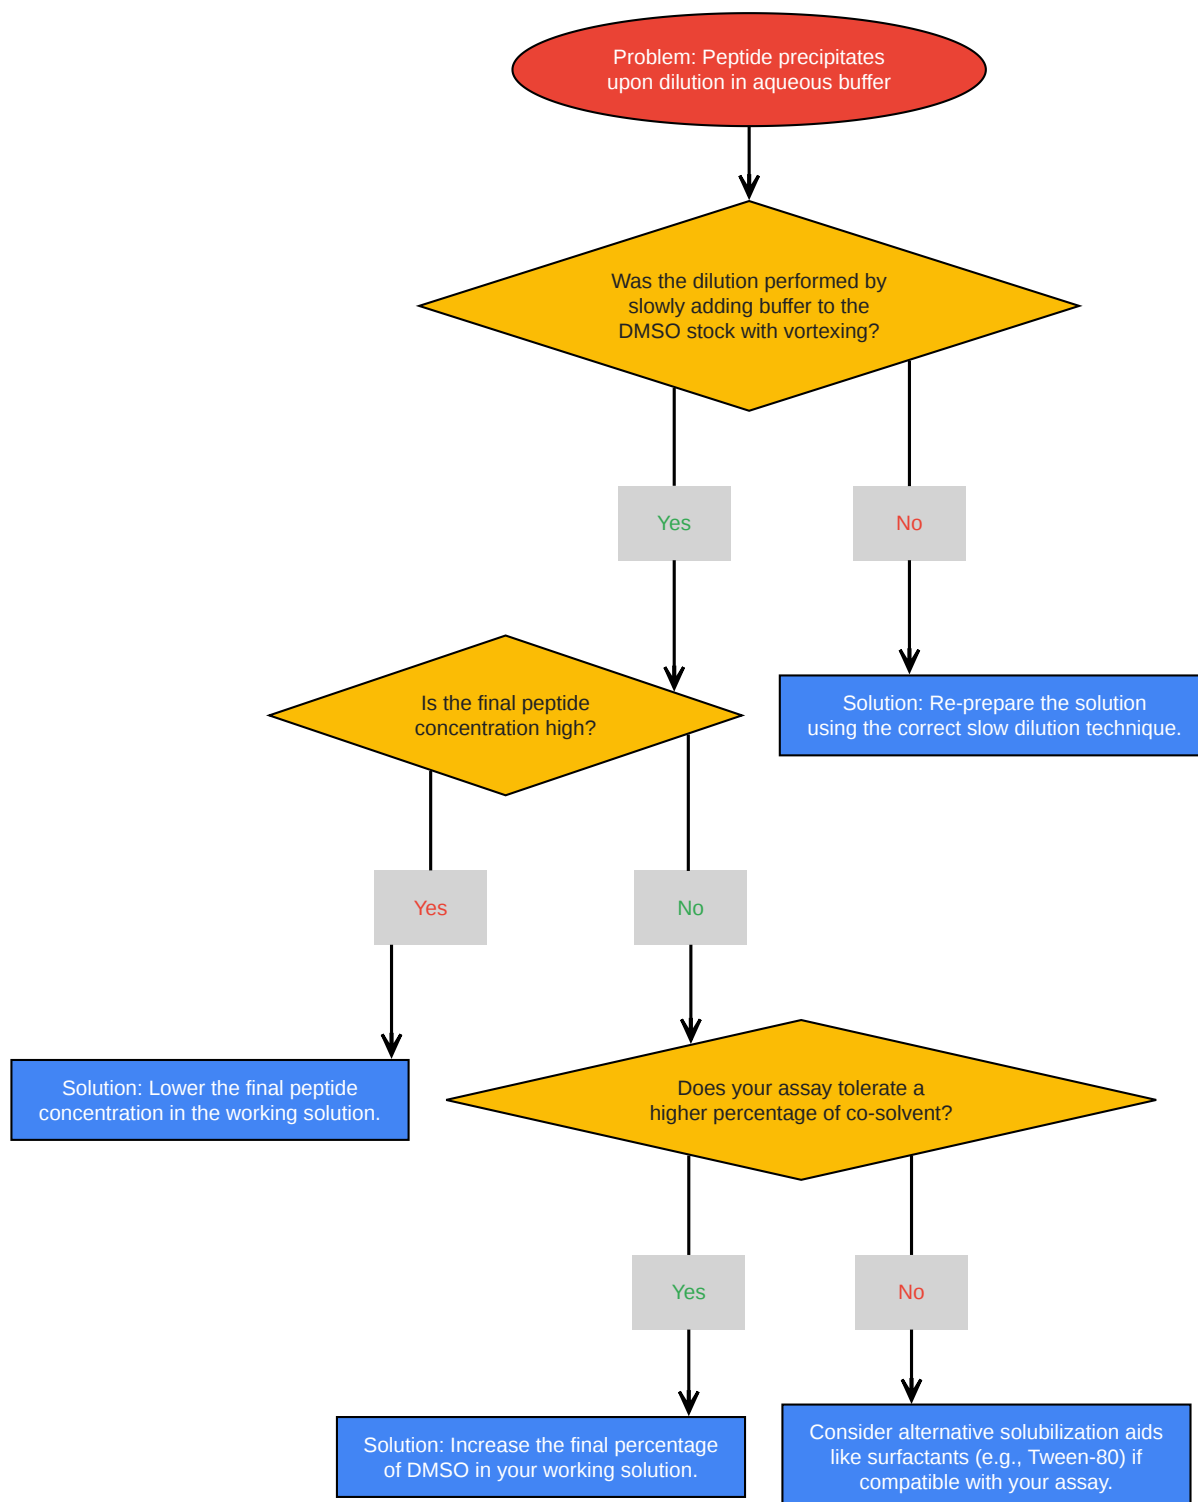 Problem: Peptide precipitates
upon dilution in aqueous buffer
Was the dilution performed by
slowly adding buffer to the
DMSO stock with vortexing?
Yes
No
Is the final peptide
concentration high?
Solution: Re-prepare the solution
using the correct slow dilution technique.
Yes
No
Solution: Lower the final peptide
concentration in the working solution.
Does your assay tolerate a
higher percentage of co-solvent?
Yes
No
Solution: Increase the final percentage
of DMSO in your working solution.
Consider alternative solubilization aids
like surfactants (e.g., Tween-80) if
compatible with your assay.